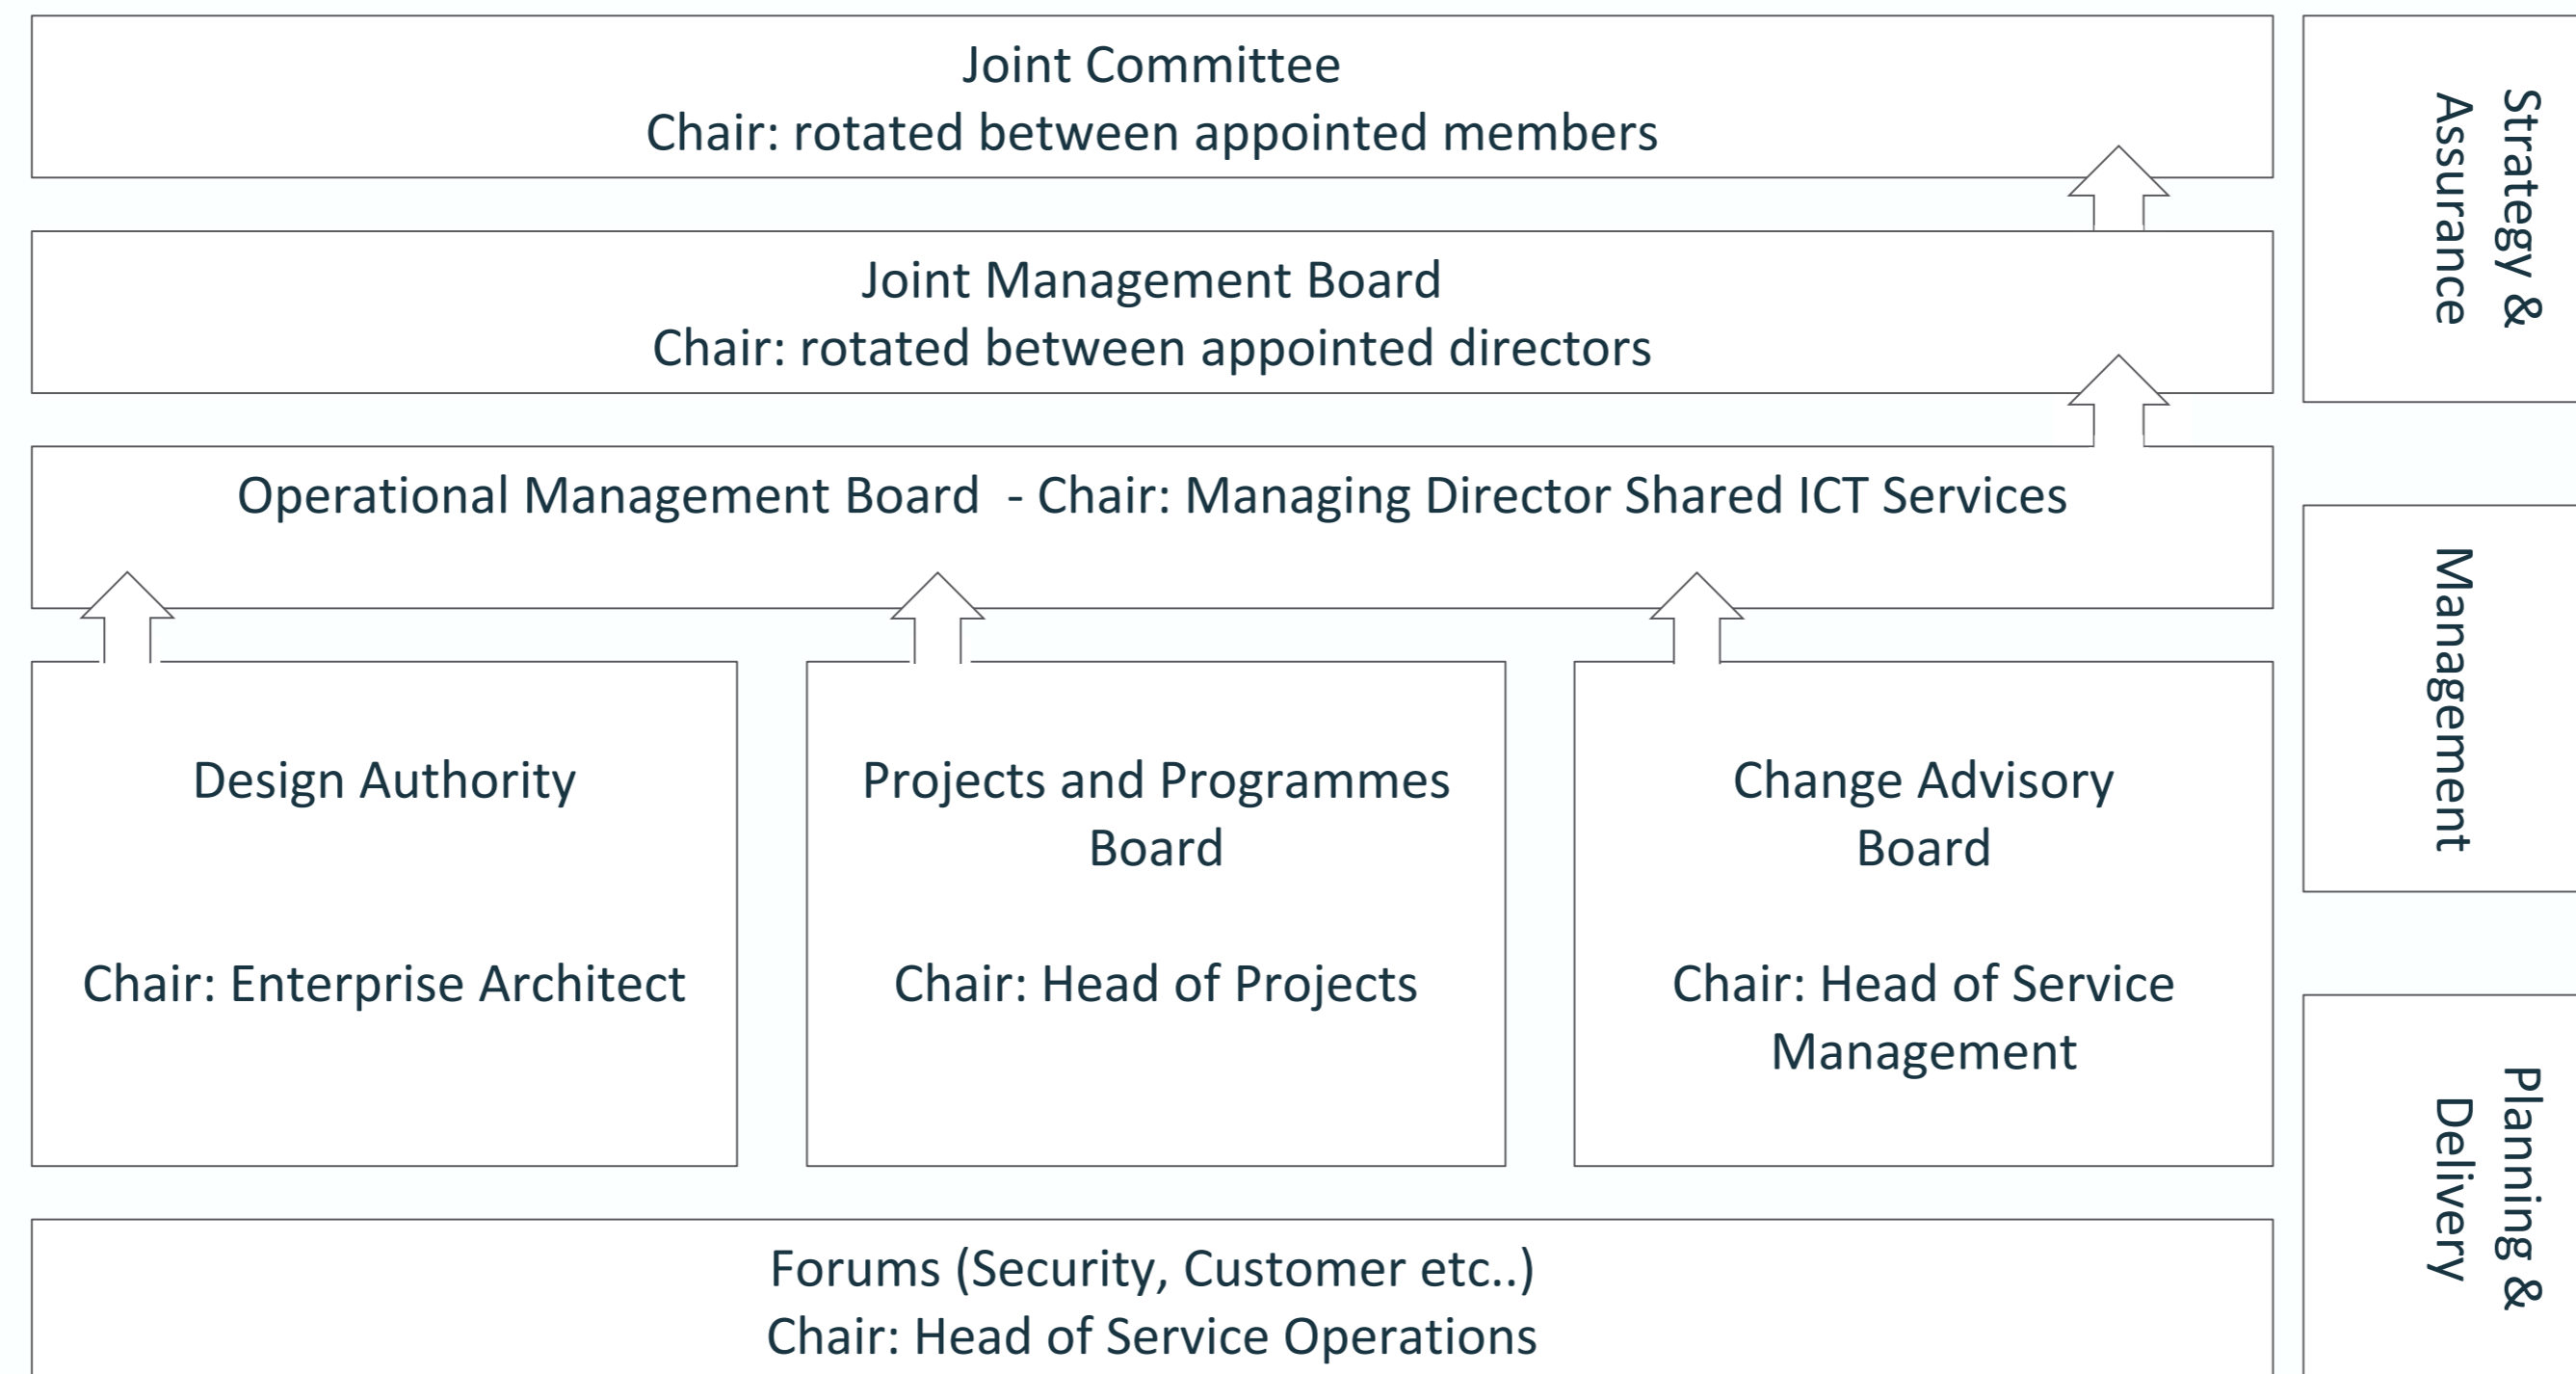 Joint Committee
Chair: rotated between appointed members
Joint Management Board
Chair: rotated between appointed directors
Operational Management Board  - Chair: Managing Director Shared ICT Services
Design Authority
Chair: Enterprise Architect
Projects and Programmes
Board
Chair: Head of Projects
Change Advisory
Board
Chair: Head of Service
Management
Forums (Security, Customer etc..)
Chair: Head of Service Operations
Strategy &
Assurance
Management
Planning &
Delivery